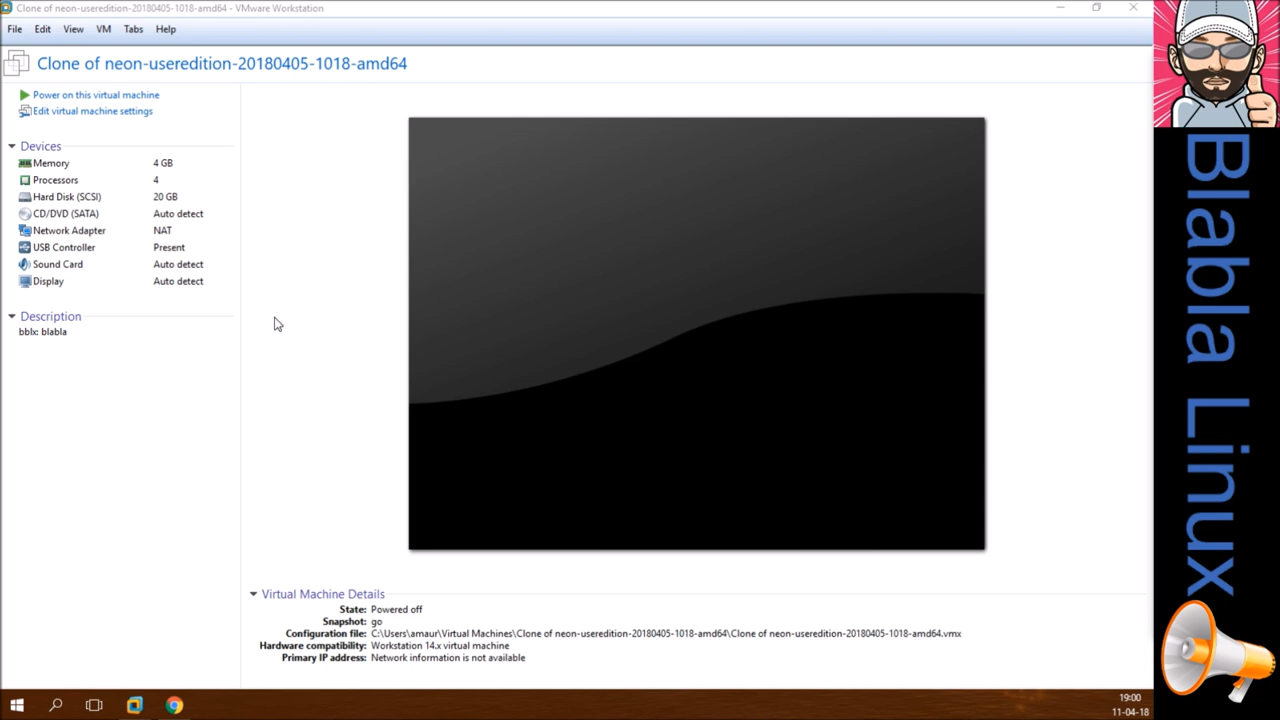 Clone of neon-useredition-20180405-1018-amd64 - VMware Workstation
File Edit View VM Tabs Help
Clone of neon-useredition-20180405-1018-amd64
Power on this virtual machine
Edit virtual machine settings
Devices
Memory 4 GB
Processors 4
Hard Disk (SCSI) 20 GB
CD/DVD (SATA) Auto detect
Network Adapter NAT
USB Controller Present
Sound Card Auto detect
Display Auto detect
Description
bblx: blabla
Virtual Machine Details
State: Powered off
Snapshot: go
Configuration file: C:\Users\amaur\Virtual Machines\Clone of neon-useredition-20180405-1018-amd64\Clone of neon-useredition-20180405-1018-amd64.vmx
Hardware compatibility: Workstation 14.x virtual machine
Primary IP address: Network information is not available
19:00
11-04-18
Blabla Linux